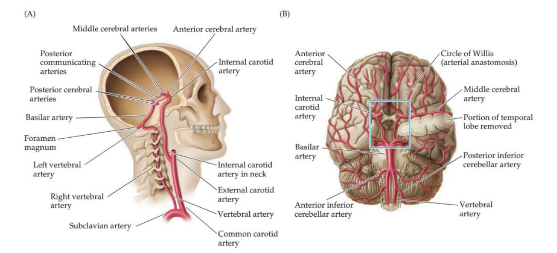 (A)
Middle cerebral arteries
Anterior cerebral artery
Posterior
communicating
arteries
Internal carotid
artery
Posterior cerebral
arteries
Basilar artery
Foramen
magnum
Left vertebral
artery
Internal carotid
artery in neck
Right vertebral
artery
External carotid
artery
Vertebral artery
Subclavian artery
Common carotid
artery
(B)
Anterior
cerebral
artery
Circle of Willis
(arterial anastomosis)
Internal
carotid
artery
Middle cerebral
artery
Portion of temporal
lobe removed
Basilar
artery
Posterior inferior
cerebellar artery
Anterior inferior
cerebellar artery
Vertebral
artery